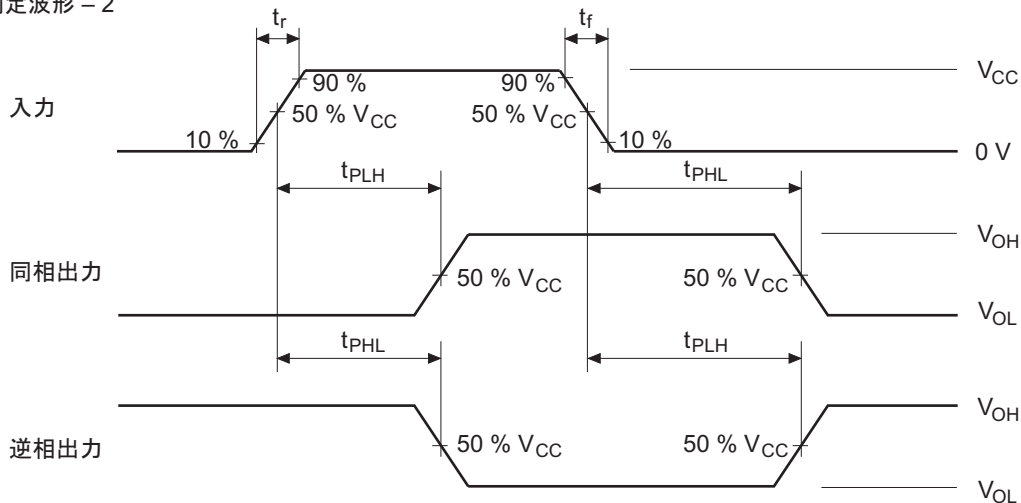 定波形 – 2
tr tf
90 % 90 % VCC
入力 50 % VCC 50 % VCC
10 % 10 % 0 V
tPLH tPHL
VOH
同相出力 50 % VCC 50 % VCC
VOL
tPHL tPLH
VOH
逆相出力 50 % VCC 50 % VCC
VOL